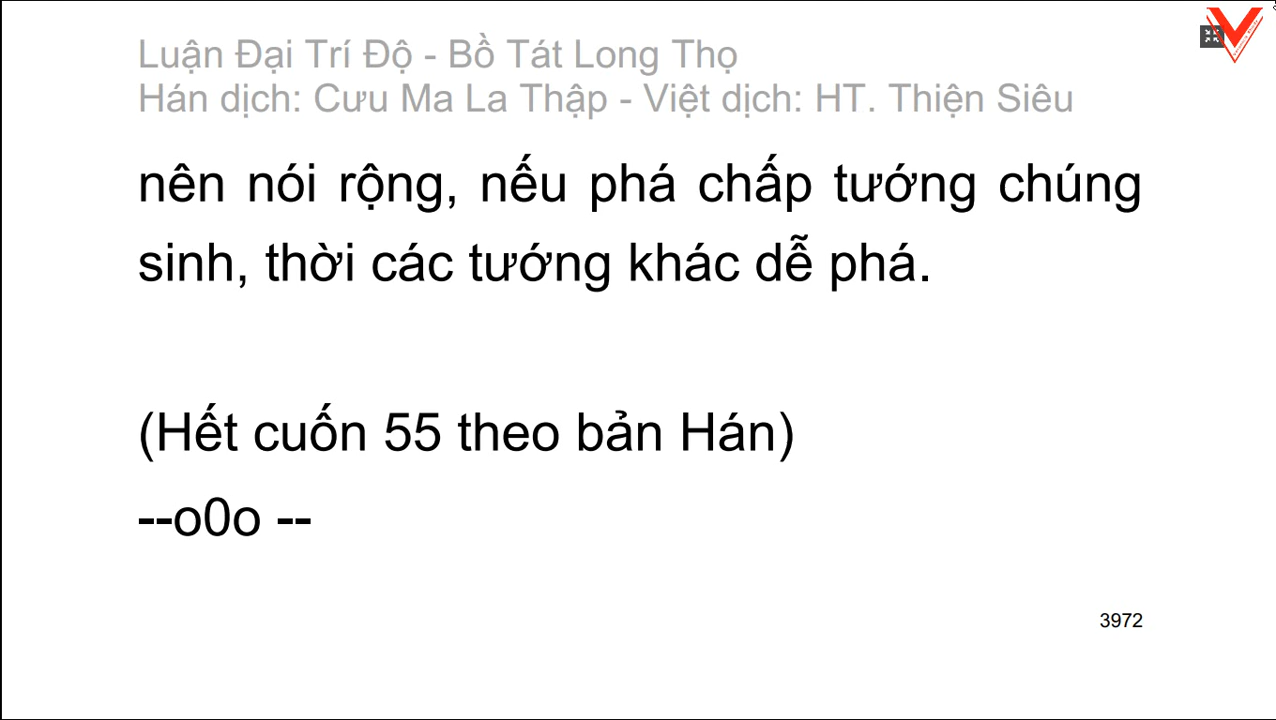 Luận Đại Trí Độ - Bồ Tát Long Thọ
Hán dịch: Cưu Ma La Thập - Việt dịch: HT. Thiện Siêu
nên nói rộng, nếu phá chấp tướng chúng
sinh, thời các tướng khác dễ phá.
(Hết cuốn 55 theo bản Hán)
--o0o --
3972